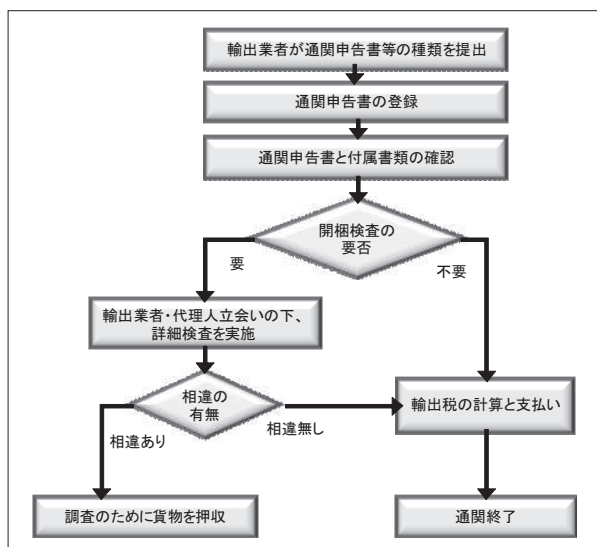 輸出業者が通関申告書等の種類を提出
通関申告書の登録
通関申告書と付属書類の確認
開梱検査の
要否
要
不要
輸出業者・代理人立会いの下、
詳細検査を実施
相違の
有無
輸出税の計算と支払い
相違あり
相違無し
調査のために貨物を押収
通関終了